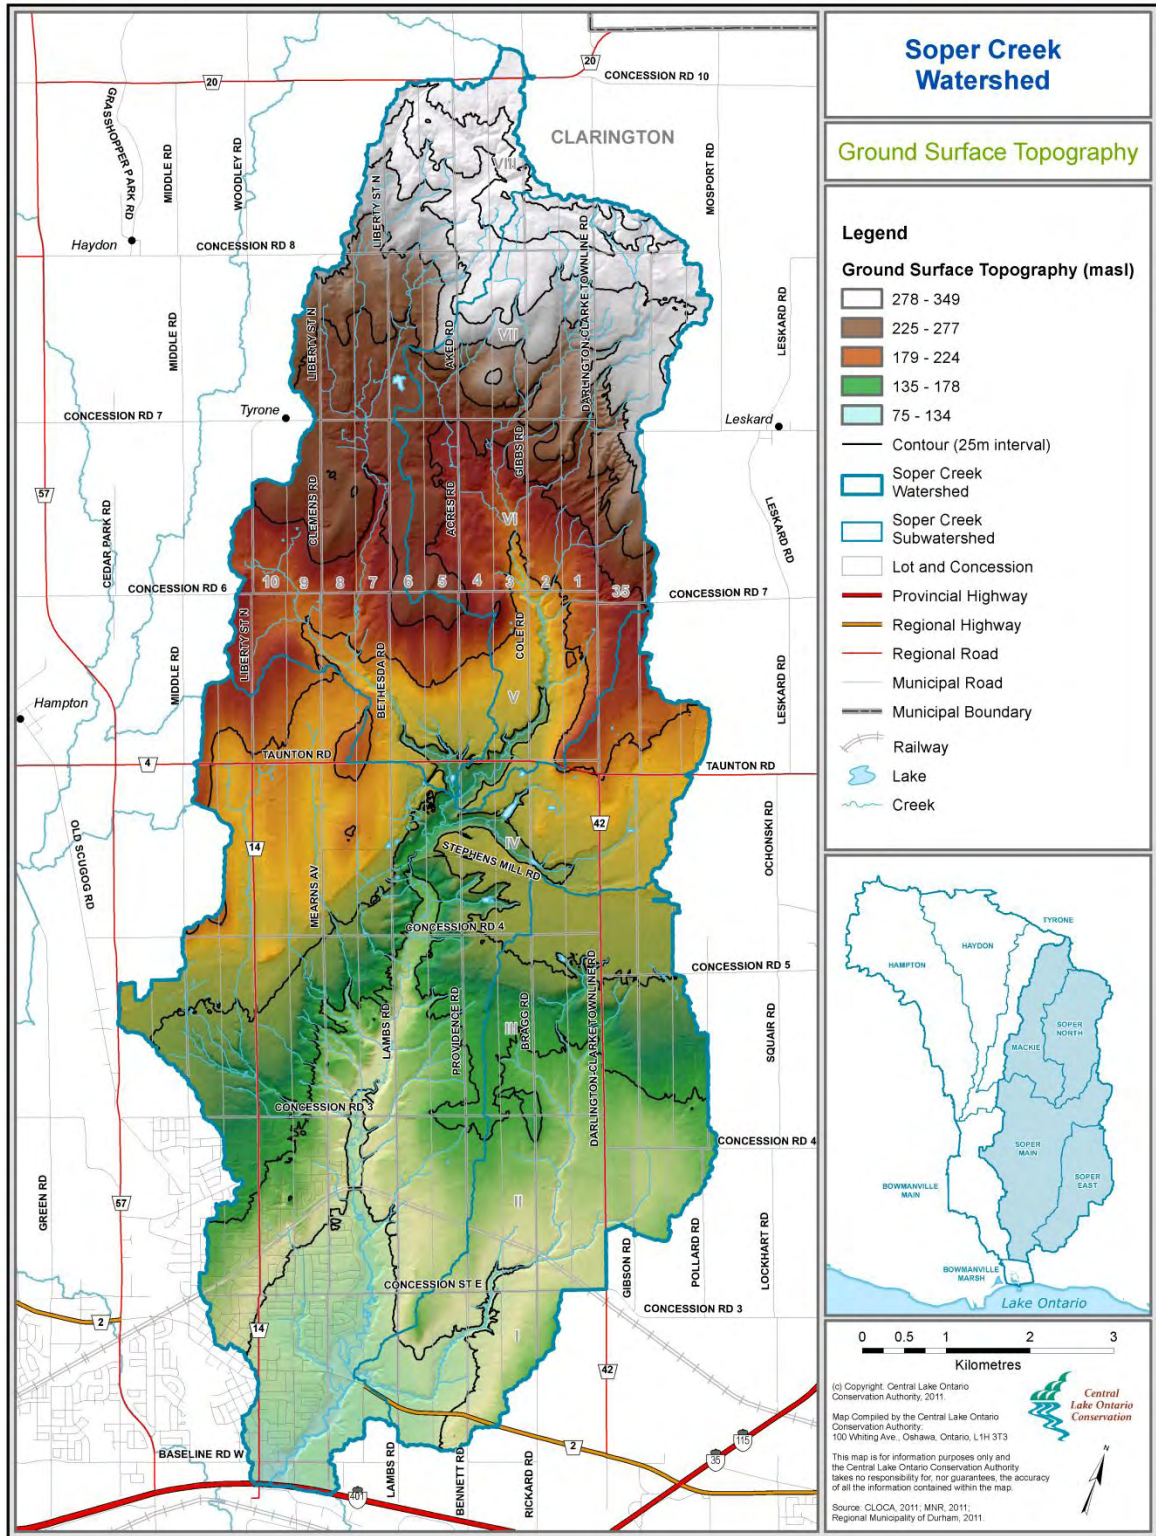 Soper Creek
Watershed
Ground Surface Topography
Legend
Ground Surface Topography (masl)
278 - 349
225 - 277
179 - 224
135 - 178
75 - 134
Contour (25m interval)
Soper Creek
Watershed
Soper Creek
Subwatershed
Lot and Concession
Provincial Highway
Regional Highway
Regional Road
Municipal Road
Municipal Boundary
Railway
Lake
Creek
20
20
CONCESSION RD 10
CLARINGTON
GRASSHOPPER PARK RD
MIDDLE RD
WOODLEY RD
MOSPORT RD
VIII
LIBERTY ST N
DARLINGTON-CLARKE TOWNLINE RD
Haydon
CONCESSION RD 8
MIDDLE RD
LIBERTY ST N
AKED RD
VII
LESKARD RD
CONCESSION RD 7
Tyrone
Leskard
GIBBS RD
57
CLEMENS RD
ACRES RD
VI
CEDAR PARK RD
LESKARD RD
CONCESSION RD 6
10
9
8
7
6
5
4
3
2
1
35
CONCESSION RD 7
LIBERTY ST N
MIDDLE RD
BETHESDA RD
COLE RD
V
LESKARD RD
Hampton
4
TAUNTON RD
TAUNTON RD
OLD SCUGOG RD
14
42
IV
STEPHENS MILL RD
OCHONSKI RD
MEARNS AV
CONCESSION RD 4
CONCESSION RD 5
LAMBS RD
PROVIDENCE RD
III
BRAGG RD
DARLINGTON-CLARKE TOWNLINE RD
SQUAIR RD
CONCESSION RD 3
CONCESSION RD 4
GREEN RD
57
II
GIBSON RD
POLLARD RD
LOCKHART RD
CONCESSION ST E
CONCESSION RD 3
2
14
I
42
2
BASELINE RD W
LAMBS RD
BENNETT RD
RICKARD RD
401
35
115
TYRONE
HAYDON
HAMPTON
SOPER
NORTH
MACKIE
SOPER
MAIN
SOPER
EAST
BOWMANVILLE
MAIN
BOWMANVILLE
MARSH
Lake Ontario
0 0.5 1 2 3
Kilometres
(c) Copyright. Central Lake Ontario
Conservation Authority, 2011.
Map Compiled by the Central Lake Ontario
Conservation Authority:
100 Whiting Ave., Oshawa, Ontario, L1H 3T3
This map is for information purposes only and
the Central Lake Ontario Conservation Authority
takes no responsibility for, nor guarantees, the accuracy
of all the information contained within the map.
Source: CLOCA, 2011; MNR, 2011;
Regional Municipality of Durham, 2011.
Central
Lake Ontario
Conservation
N